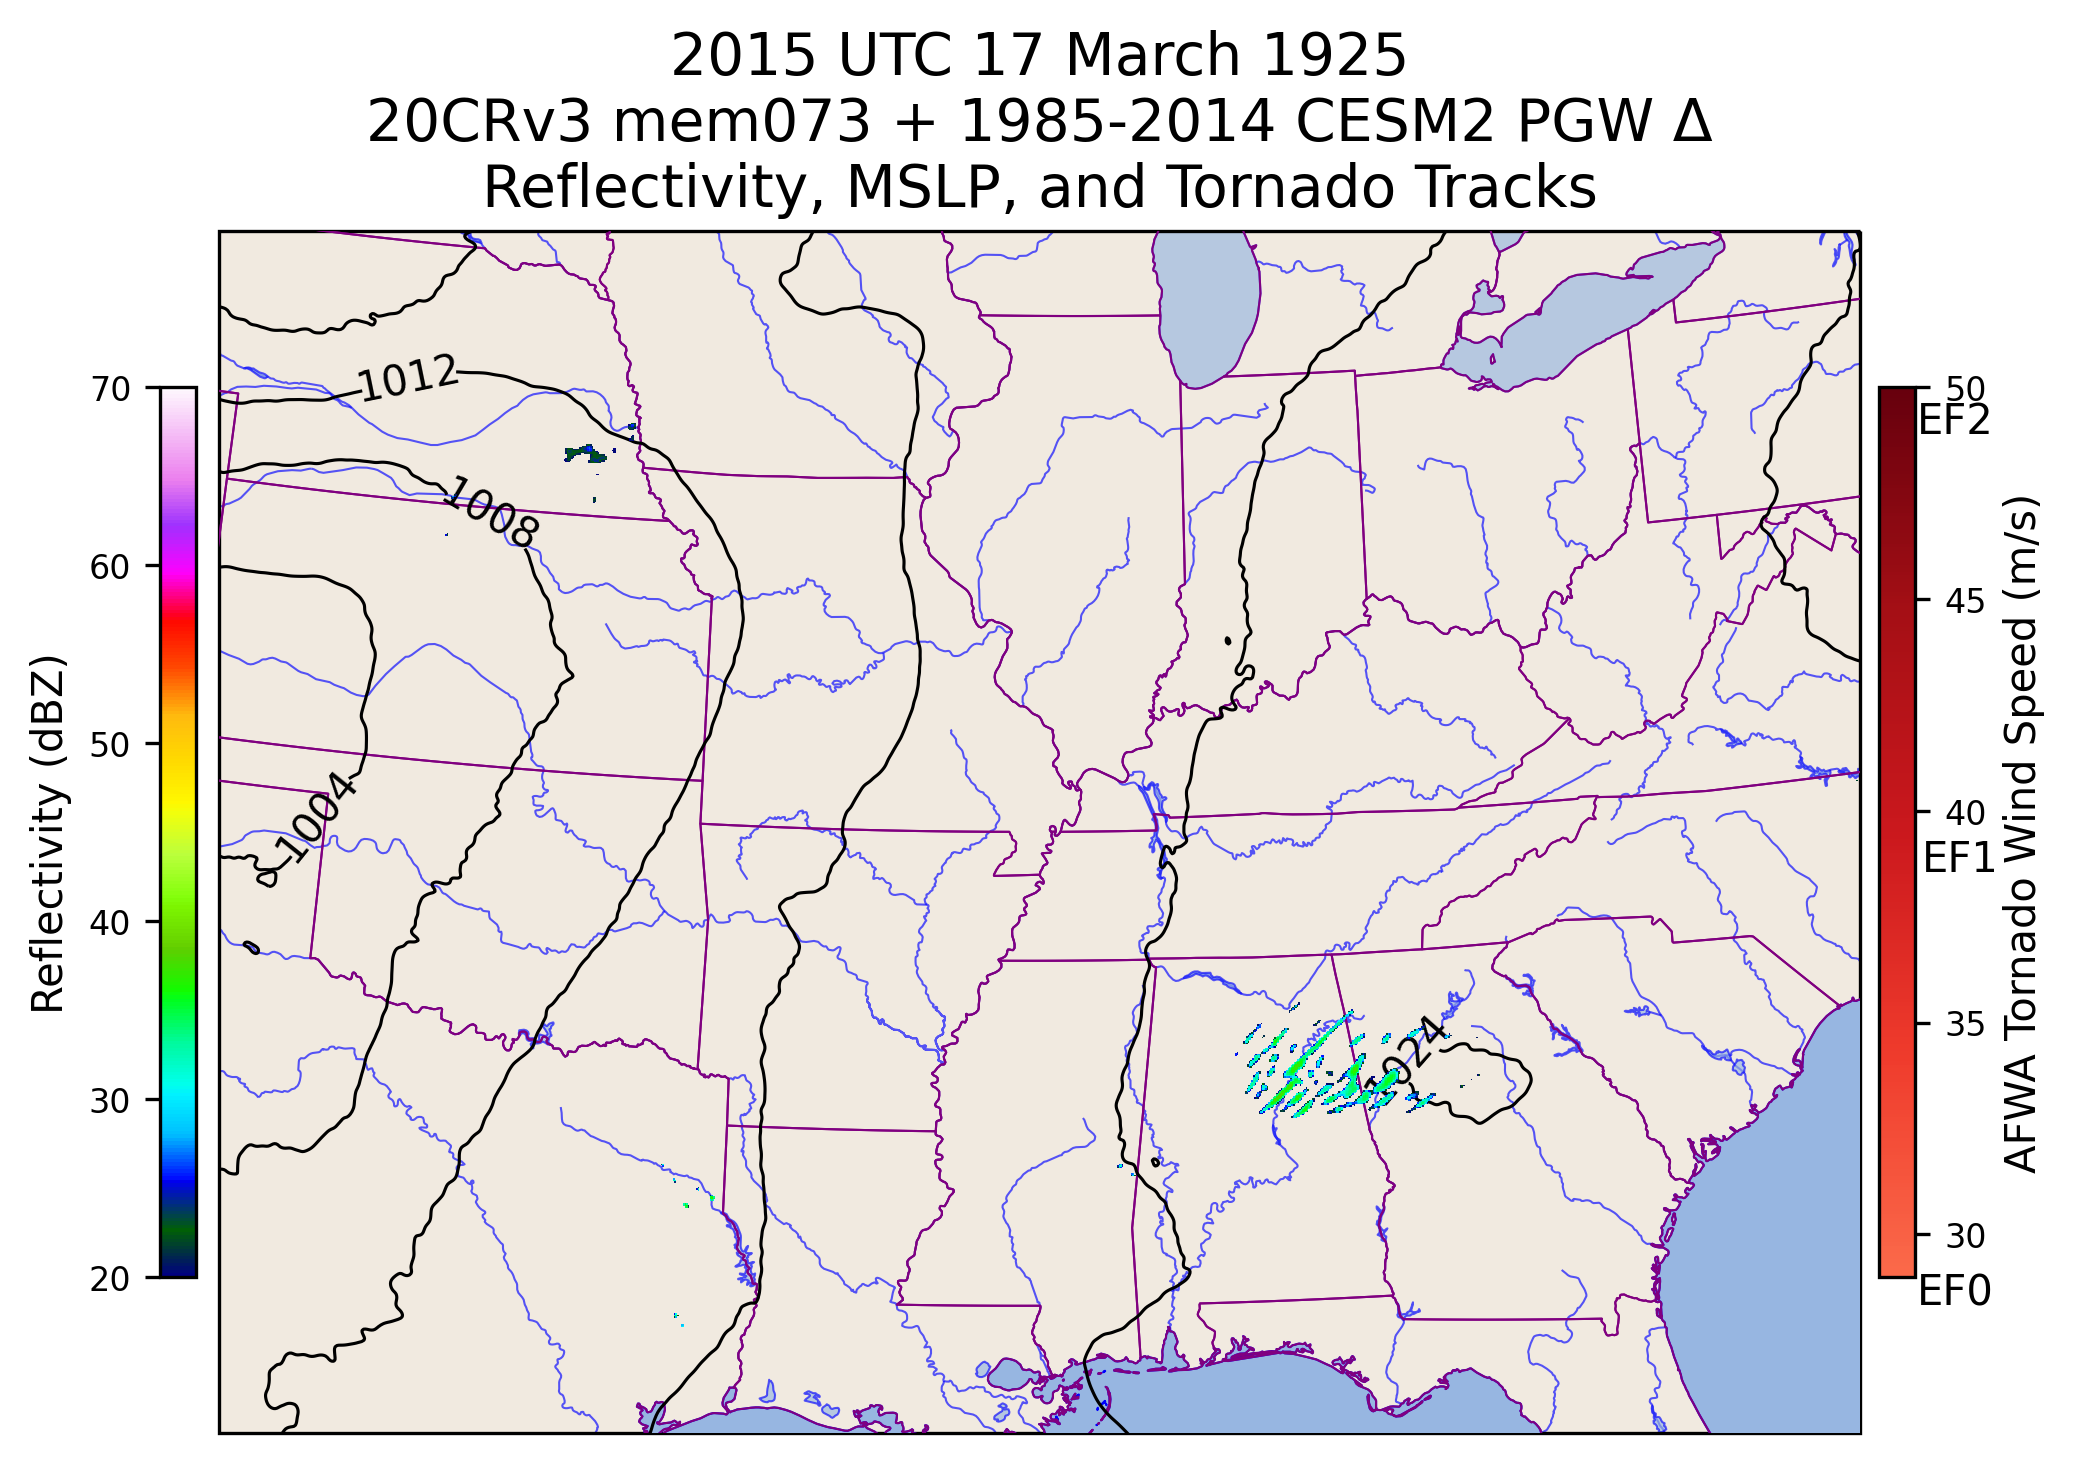 2015 UTC 17 March 1925
20CRv3 mem073 + 1985-2014 CESM2 PGW Δ
Reflectivity, MSLP, and Tornado Tracks
1012
1008
1004
1024
70
60
50
40
30
20
Reflectivity (dBZ)
50
EF2
45
40
EF1
35
30
EF0
AFWA Tornado Wind Speed (m/s)